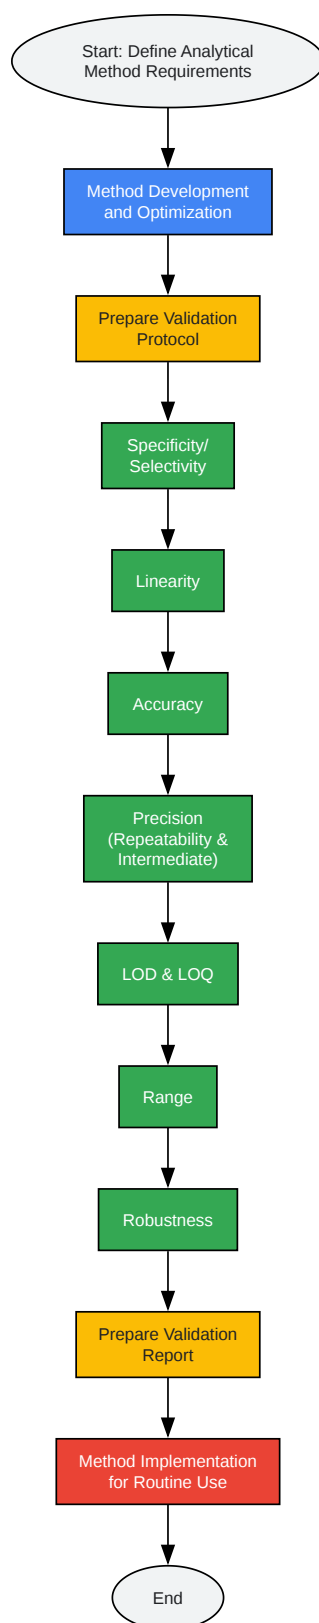 Start: Define Analytical
Method Requirements
Method Development
and Optimization
Prepare Validation
Protocol
Specificity/
Selectivity
Linearity
Accuracy
Precision
(Repeatability &
Intermediate)
LOD & LOQ
Range
Robustness
Prepare Validation
Report
Method Implementation
for Routine Use
End